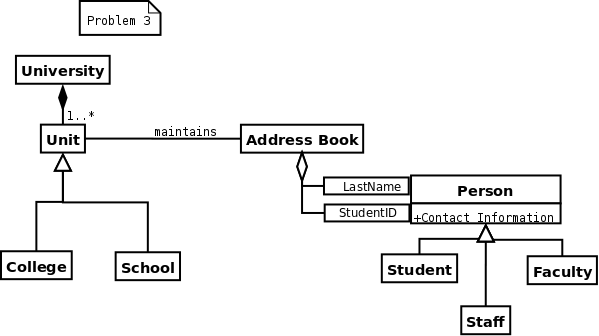 Problem 3
University
1..*
Unit
maintains
Address Book
LastName
Person
StudentID
+Contact Information
College
School
Student
Faculty
Staff